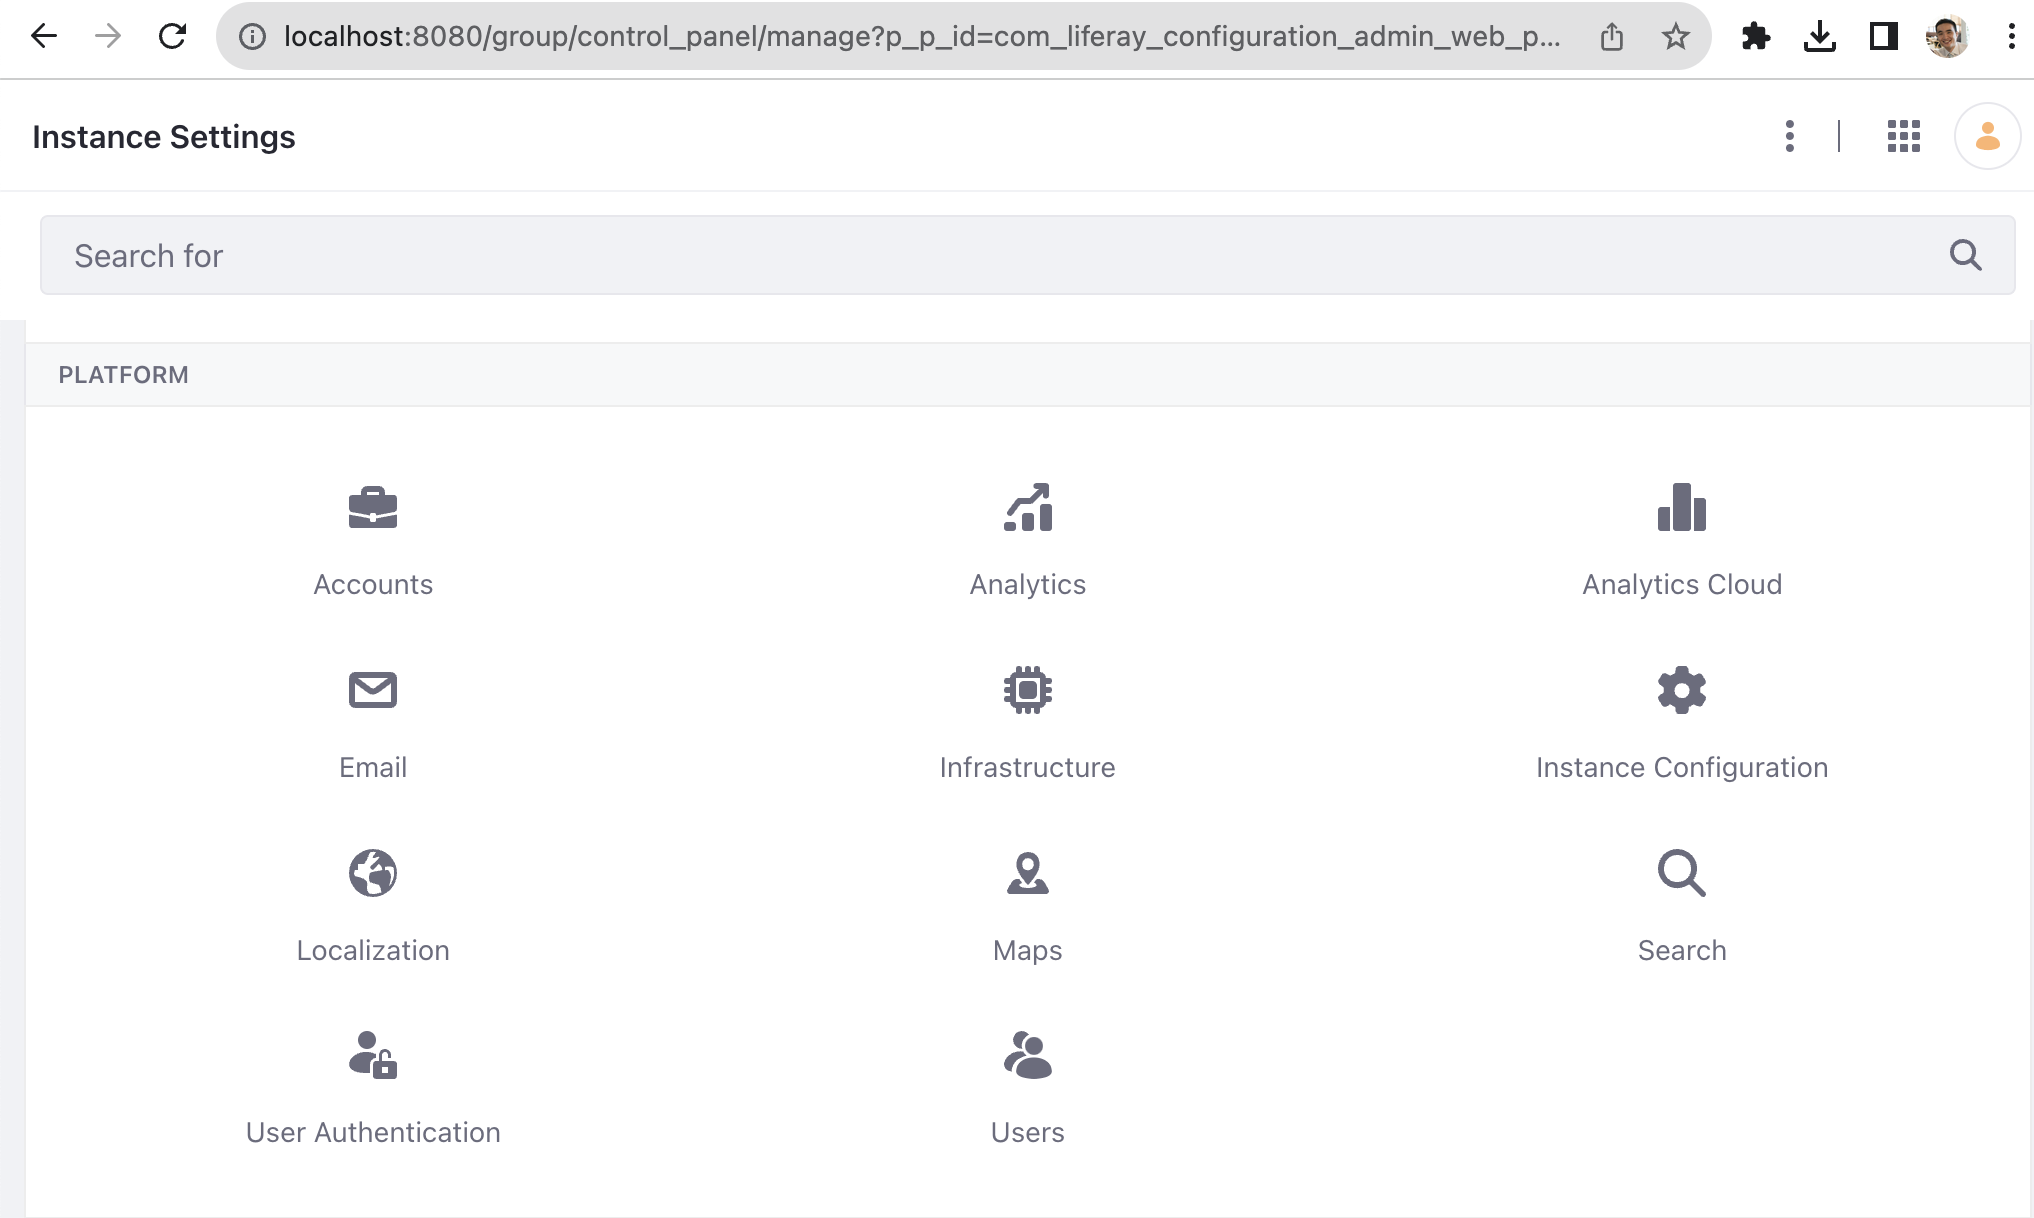 localhost:8080/group/control_panel/manage?p_p_id=com_liferay_configuration_admin_web_p...
Instance Settings
Search for
PLATFORM
Accounts
Analytics
Analytics Cloud
Email
Infrastructure
Instance Configuration
Localization
Maps
Search
User Authentication
Users